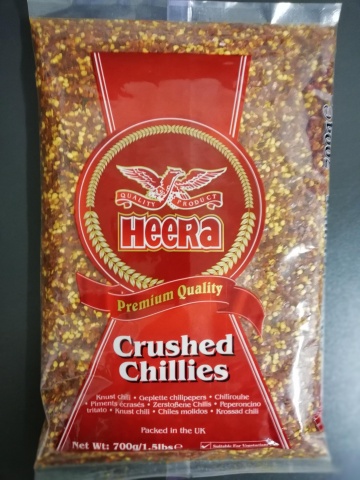 QUALITY PRODUCT
HEERA
Premium Quality
Crushed
Chillies
Knust Chili • Geplette chilipepers • Chilirouhe
• Piments écrasés • Zerstoßene Chilis • Peperoncino
tritato • Knust chili • Chiles molidos • Krossad chili
Packed in the UK
Net Wt: 700g/1.5lbs e
Suitable For Vegetarians